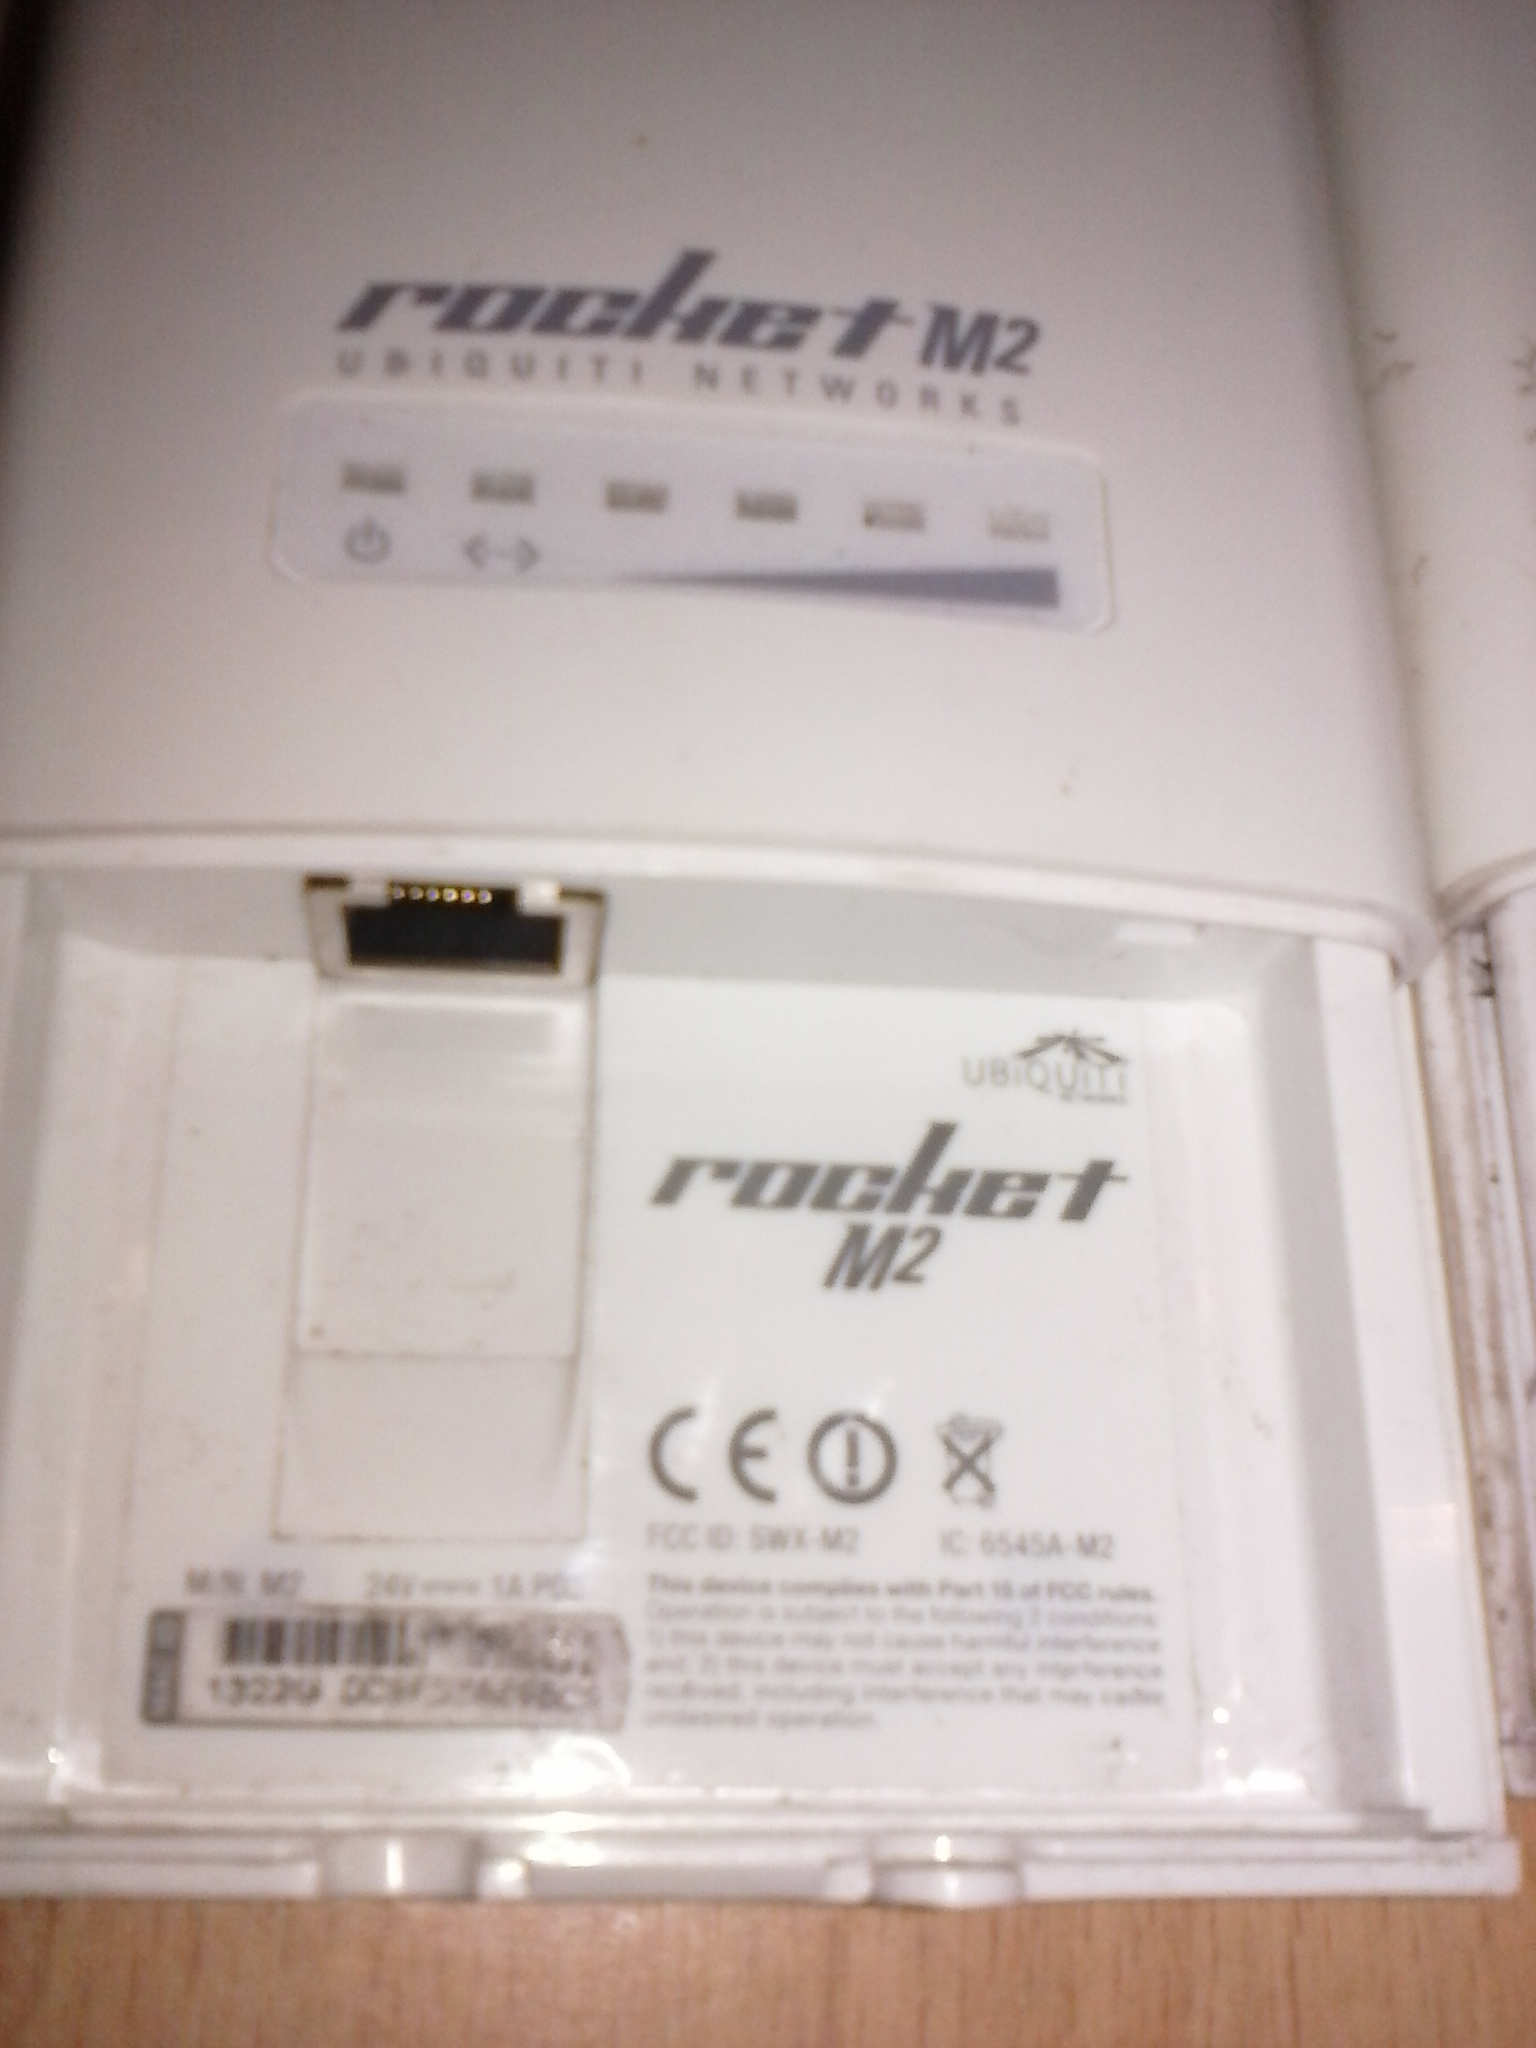 rocket M2
UBIQUITI NETWORKS
UBIQUITI
rocket
M2
CE
FCC ID: SWX-M2 IC: 6545A-M2
M/N: M2 24V 1A
This device complies with Part 15 of FCC rules.
Operation is subject to the following 2 conditions:
1) this device may not cause harmful interference
and, 2) this device must accept any interference
received, including interference that may cause
undesired operation.